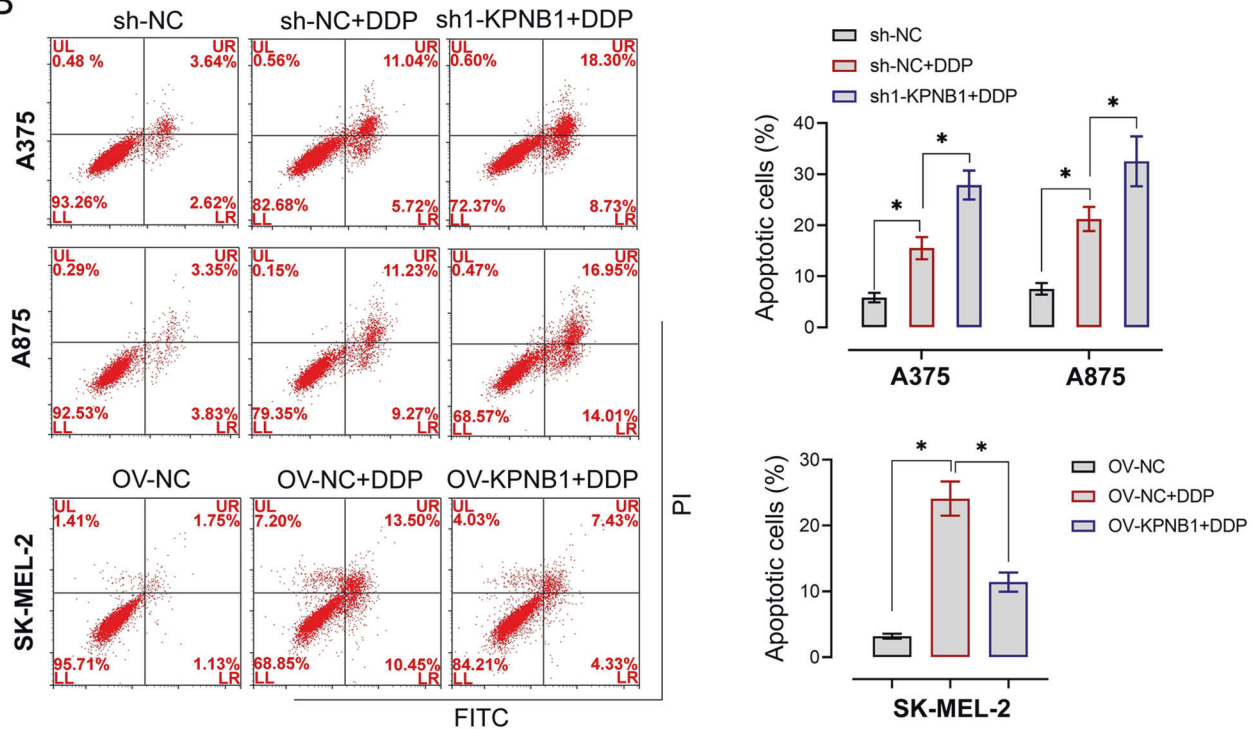 B
sh-NC sh-NC+DDP sh1-KPNB1+DDP
A375
UL UR
0.48 % 3.64%
93.26% 2.62%
LL LR
UL UR
0.56% 11.04%
82.68% 5.72%
LL LR
UL UR
0.60% 18.30%
72.37% 8.73%
LL LR
A875
UL UR
0.29% 3.35%
92.53% 3.83%
LL LR
UL UR
0.15% 11.23%
79.35% 9.27%
LL LR
UL UR
0.47% 16.95%
68.57% 14.01%
LL LR
OV-NC OV-NC+DDP OV-KPNB1+DDP
SK-MEL-2
UL UR
1.41% 1.75%
95.71% 1.13%
LL LR
UL UR
7.20% 13.50%
68.85% 10.45%
LL LR
UL UR
4.03% 7.43%
84.21% 4.33%
LL LR
PI
FITC
sh-NC
sh-NC+DDP
sh1-KPNB1+DDP
Apoptotic cells (%)
40
30
20
10
0
* * * *
A375 A875
Apoptotic cells (%)
30
20
10
0
* *
SK-MEL-2
OV-NC
OV-NC+DDP
OV-KPNB1+DDP